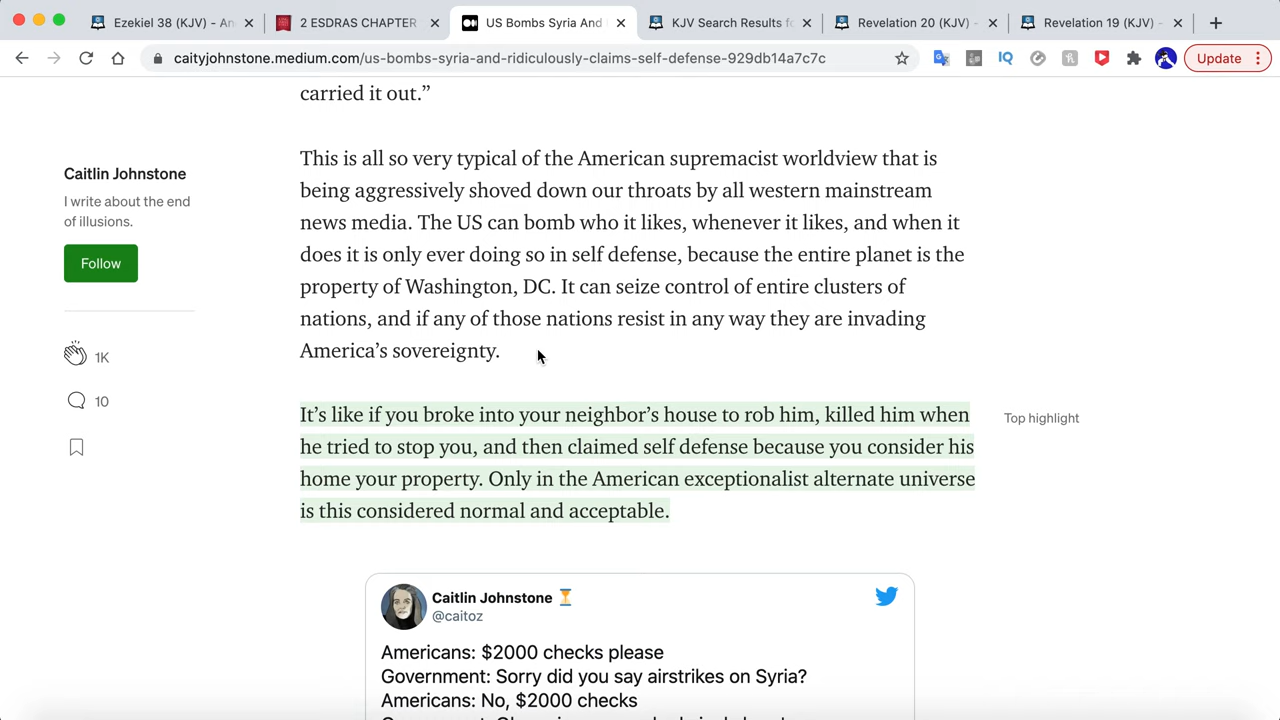 Ezekiel 38 (KJV) - An
2 ESDRAS CHAPTER
US Bombs Syria And
KJV Search Results fo
Revelation 20 (KJV) -
Revelation 19 (KJV) -
caityjohnstone.medium.com/us-bombs-syria-and-ridiculously-claims-self-defense-929db14a7c7c
IQ
Update
carried it out.”
Caitlin Johnstone
I write about the end
of illusions.
Follow
1K
10
This is all so very typical of the American supremacist worldview that is
being aggressively shoved down our throats by all western mainstream
news media. The US can bomb who it likes, whenever it likes, and when it
does it is only ever doing so in self defense, because the entire planet is the
property of Washington, DC. It can seize control of entire clusters of
nations, and if any of those nations resist in any way they are invading
America’s sovereignty.
It’s like if you broke into your neighbor’s house to rob him, killed him when
he tried to stop you, and then claimed self defense because you consider his
home your property. Only in the American exceptionalist alternate universe
is this considered normal and acceptable.
Top highlight
Caitlin Johnstone ⏳
@caitoz
Americans: $2000 checks please
Government: Sorry did you say airstrikes on Syria?
Americans: No, $2000 checks